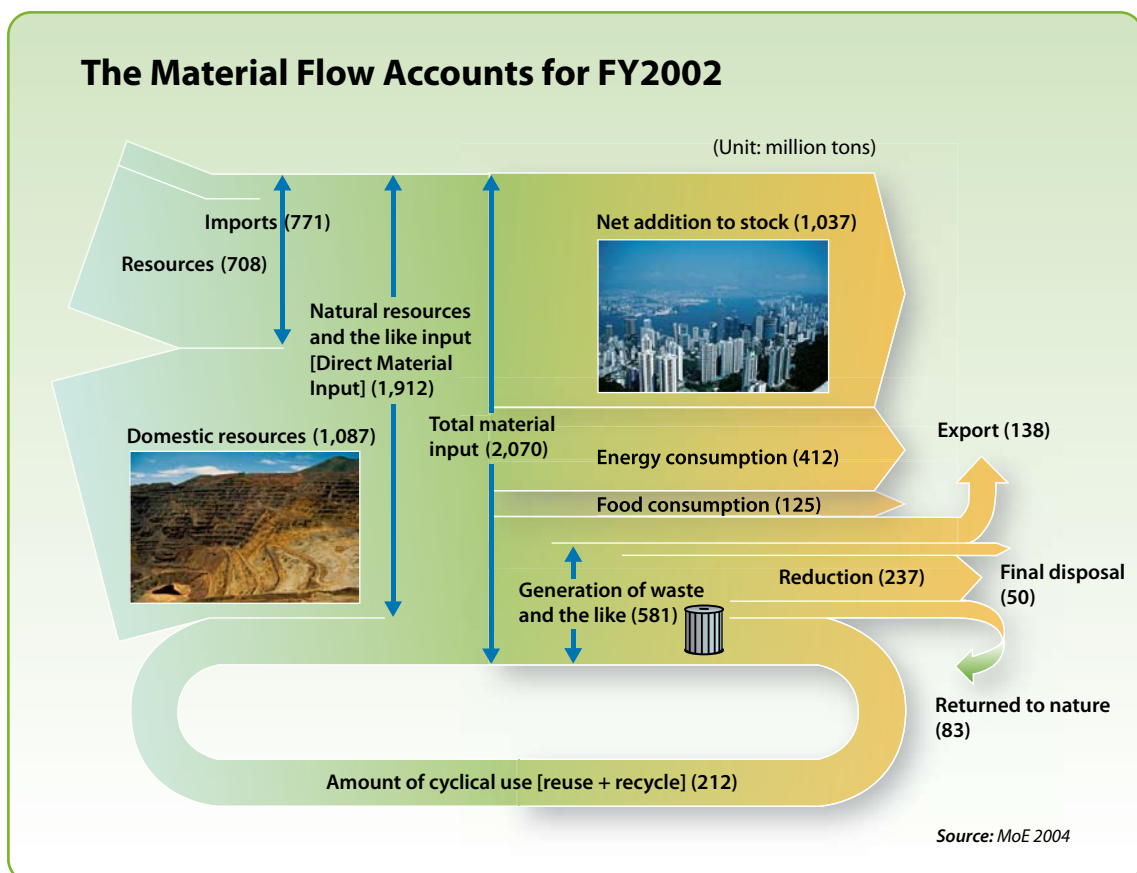 The Material Flow Accounts for FY2002
(Unit: million tons)
Imports (771)
Resources (708)
Natural resources
and the like input
[Direct Material
Input] (1,912)
Domestic resources (1,087)
Total material
input (2,070)
Net addition to stock (1,037)
Energy consumption (412)
Food consumption (125)
Export (138)
Generation of waste
and the like (581)
Reduction (237)
Final disposal
(50)
Returned to nature
(83)
Amount of cyclical use [reuse + recycle] (212)
Source: MoE 2004